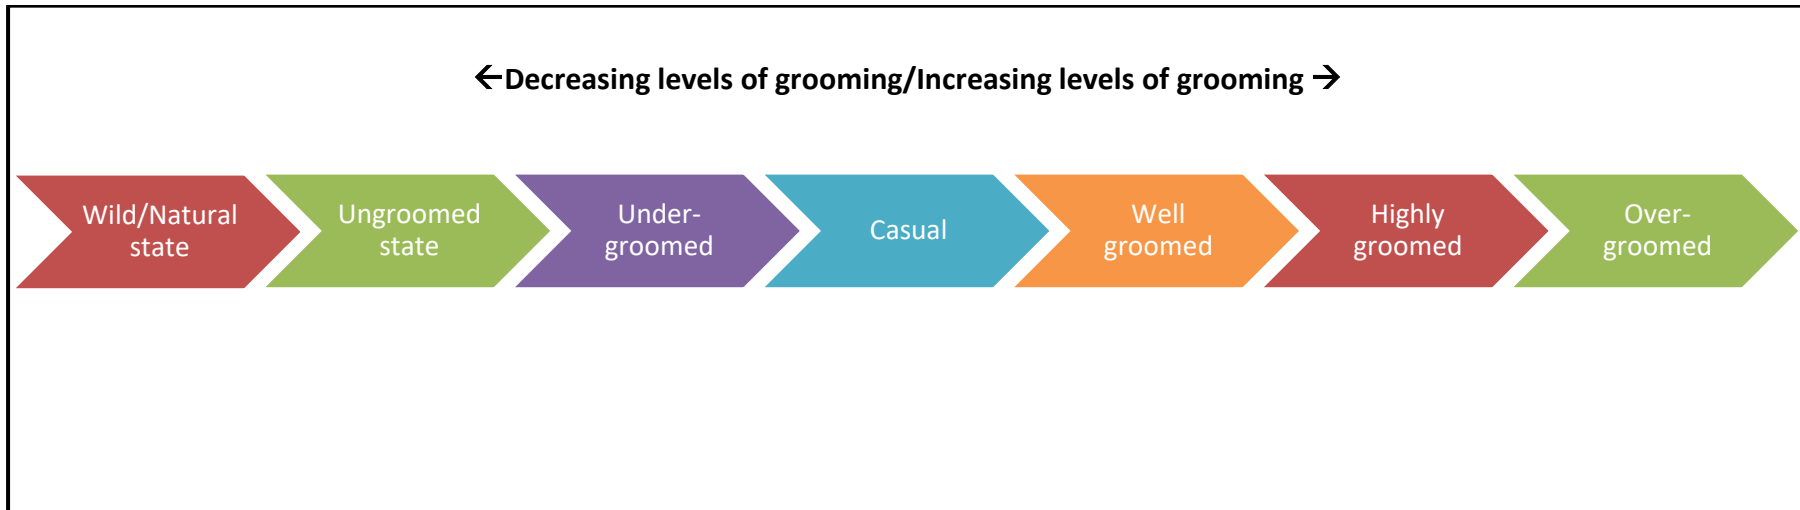 ←Decreasing levels of grooming/Increasing levels of grooming →
Wild/Natural
state
Ungroomed
state
Under-
groomed
Casual
Well
groomed
Highly
groomed
Over-
groomed